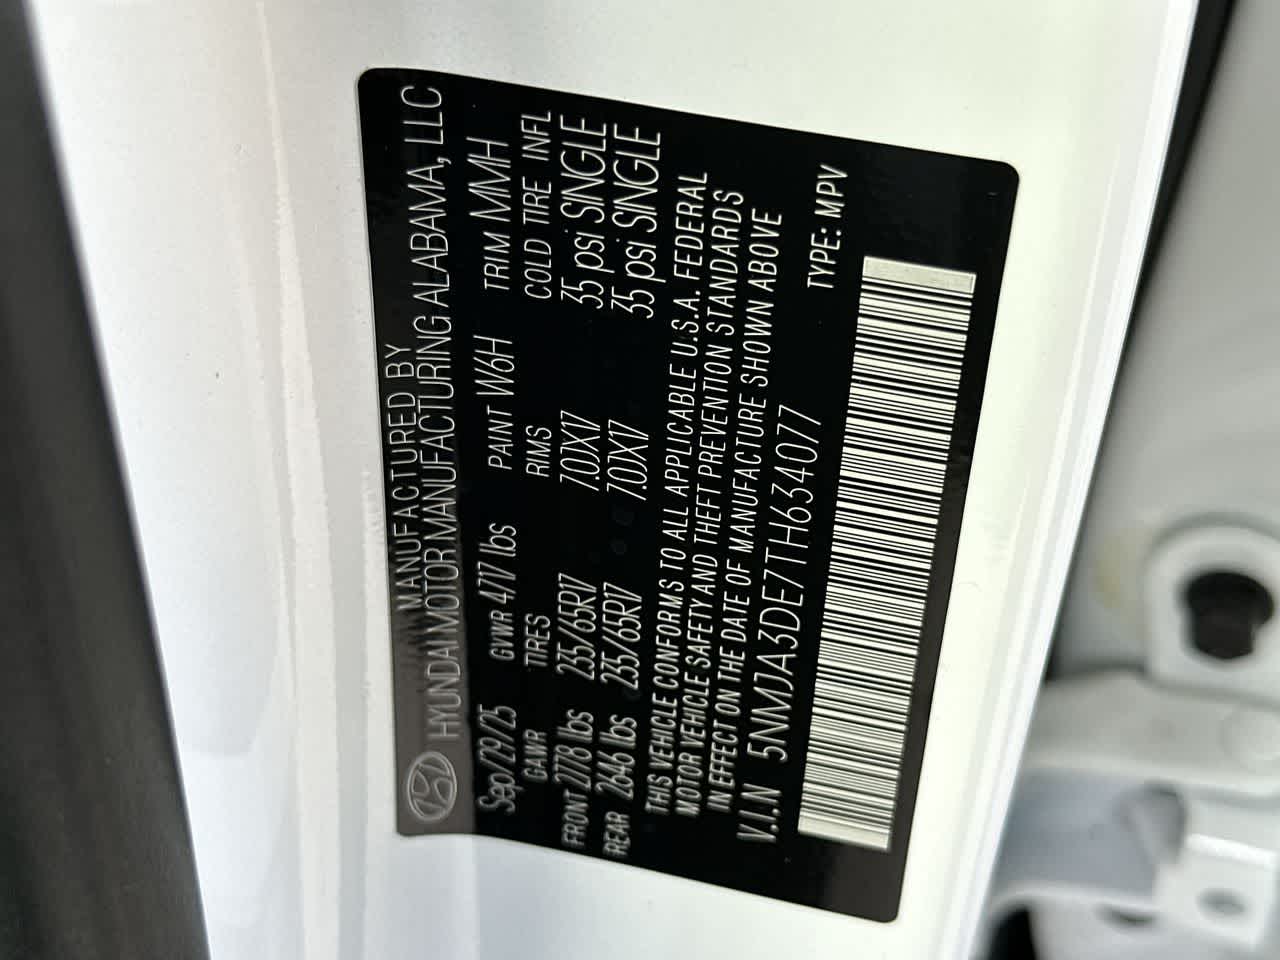 MANUFACTURED BY
HYUNDAI MOTOR MANUFACTURING ALABAMA, LLC
Sep/29/25 GVWR 4717 lbs PAINT W6H TRIM MMH
GAWR TIRES RIMS COLD TIRE INFL
FRONT 2778 lbs 235/65R17 7.0JX17 35 psi SINGLE
REAR 2646 lbs 235/65R17 7.0JX17 35 psi SINGLE
THIS VEHICLE CONFORMS TO ALL APPLICABLE U.S.A. FEDERAL
MOTOR VEHICLE SAFETY AND THEFT PREVENTION STANDARDS
IN EFFECT ON THE DATE OF MANUFACTURE SHOWN ABOVE
V.I.N 5NMJA3DE7TH634077 TYPE: MPV